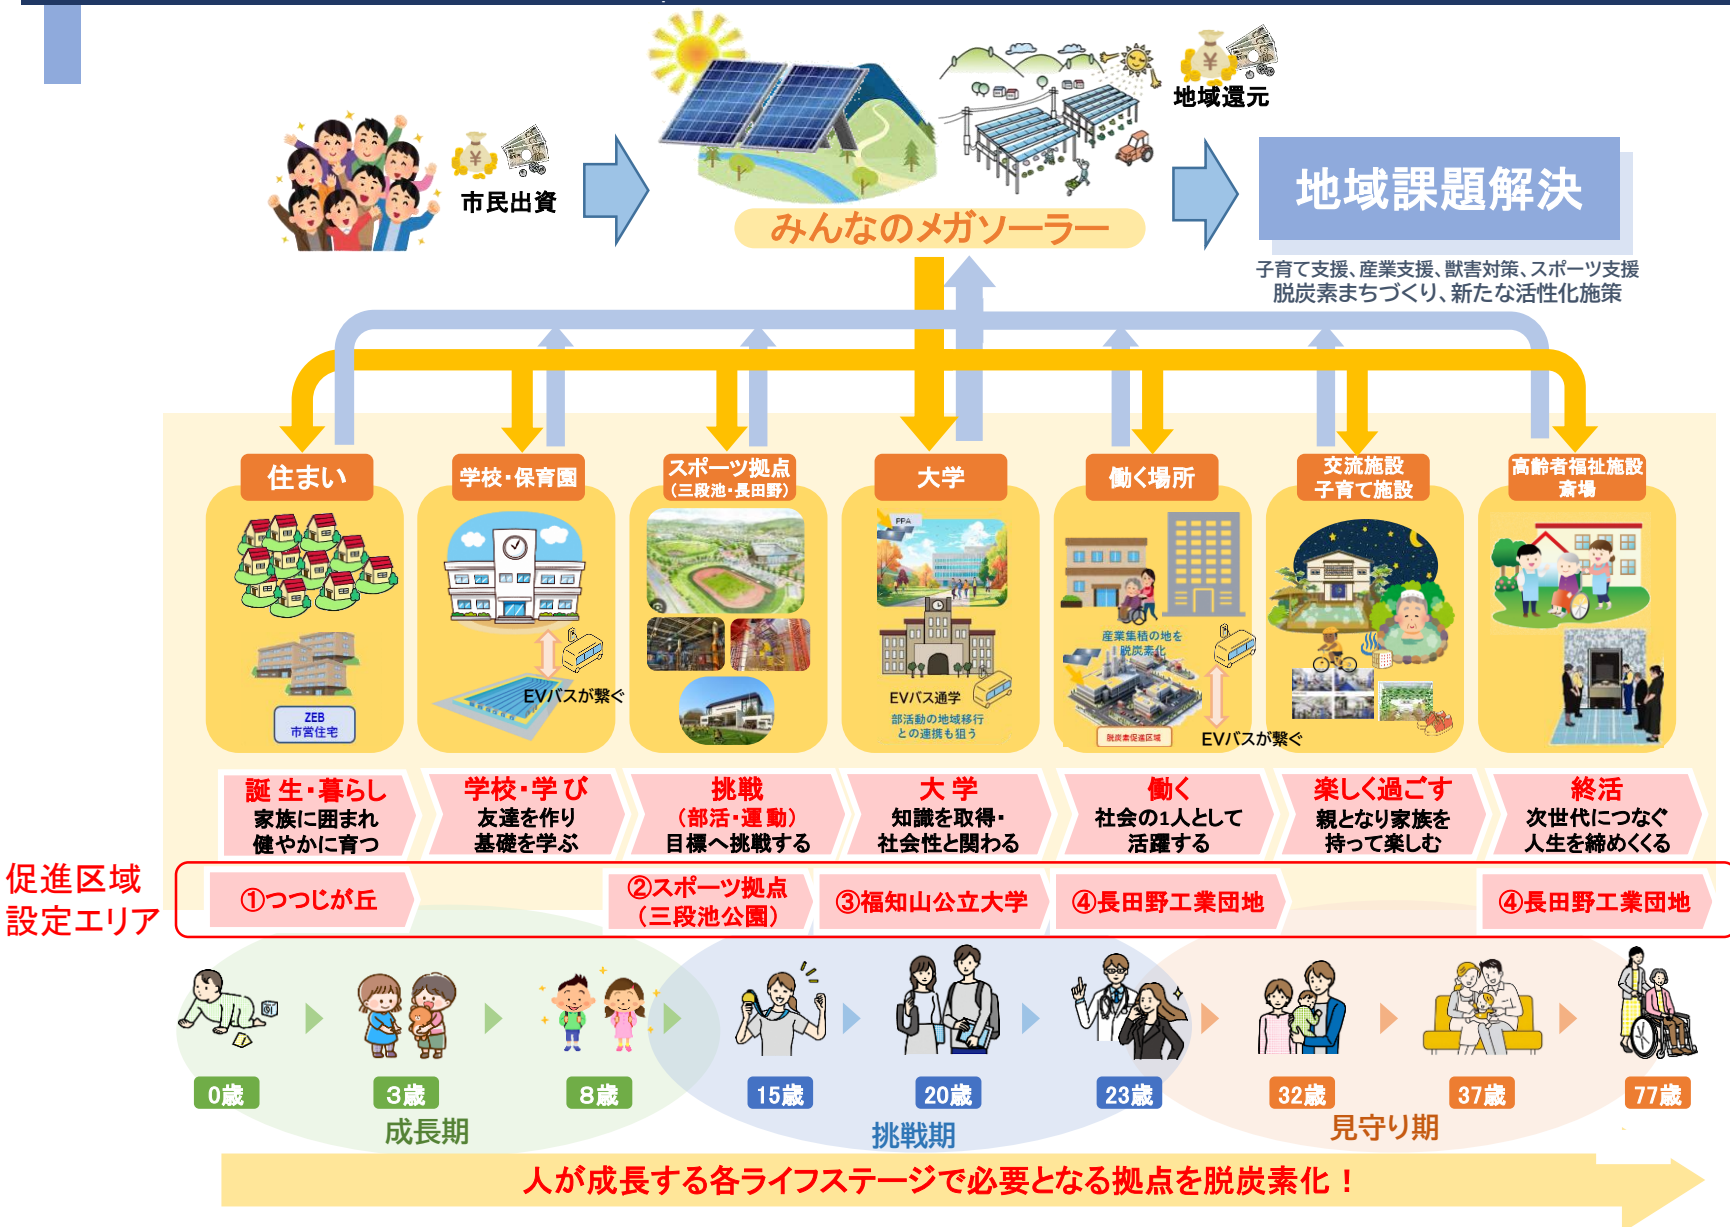 地域還元
市民出資
みんなのメガソーラー
地域課題解決
子育て支援、産業支援、獣害対策、スポーツ支援
脱炭素まちづくり、新たな活性化施策
住まい
学校・保育園
スポーツ拠点
(三段池・長田野)
大学
働く場所
交流施設
子育て施設
高齢者福祉施設
斎場
ZEB
市営住宅
EVバスが繋ぐ
PPA
EVバス通学
部活動の地域移行
との連携も狙う
産業集積の地を
脱炭素化
脱炭素促進区域
EVバスが繋ぐ
誕生・暮らし
家族に囲まれ
健やかに育つ
学校・学び
友達を作り
基礎を学ぶ
挑戦
(部活・運動)
目標へ挑戦する
大学
知識を取得・
社会性と関わる
働く
社会の1人として
活躍する
楽しく過ごす
親となり家族を
持って楽しむ
終活
次世代につなぐ
人生を締めくくる
促進区域
設定エリア
①つつじが丘
②スポーツ拠点
(三段池公園)
③福知山公立大学
④長田野工業団地
④長田野工業団地
0歳
3歳
8歳
15歳
20歳
23歳
32歳
37歳
77歳
成長期
挑戦期
見守り期
人が成長する各ライフステージで必要となる拠点を脱炭素化！